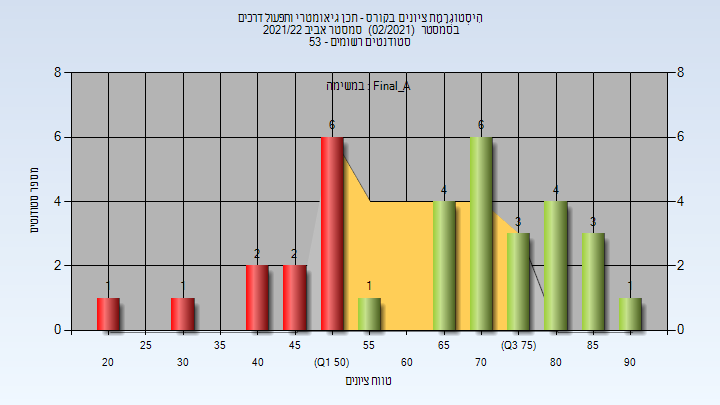 הִיסְטוֹגְרַמַת ציונים בקורס - תכן גיאומטרי ותפעול דרכים
בסמסטר (02/2021) סמסטר אביב 2021/22
סטודנטים רשומים - 53
במשימה : Final_A
8 8
6 6
4 4
2 2
0 0
1 1 2 2 6 1 4 6 3 4 3 1
מספר סטודנטים
25 35 45 55 65 (Q3 75) 85
20 30 40 (Q1 50) 60 70 80 90
טווח ציונים